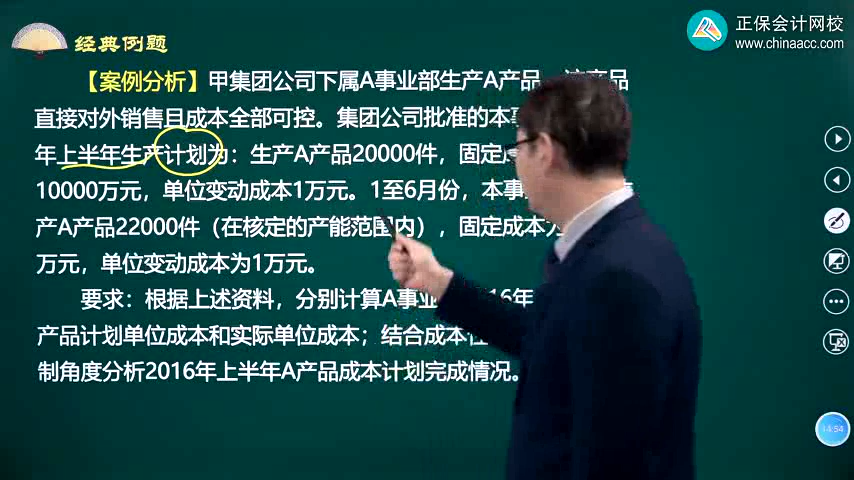 经典例题
正保会计网校
www.chinaacc.com
【案例分析】甲集团公司下属A事业部生产A产品，该产品
直接对外销售且成本全部可控。集团公司批准的本事
年上半年生产计划为：生产A产品20000件，固定
10000万元，单位变动成本1万元。1至6月份，本事
产A产品22000件（在核定的产能范围内），固定成本为
万元，单位变动成本为1万元。
要求：根据上述资料，分别计算A事业 16年
产品计划单位成本和实际单位成本；结合成本
制角度分析2016年上半年A产品成本计划完成情况。
14:54